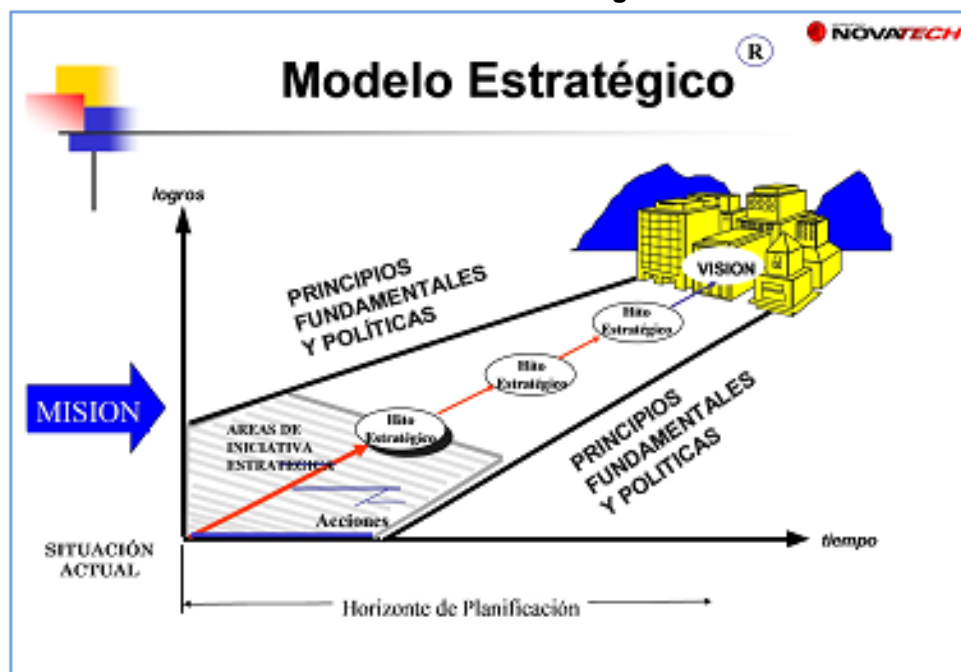 NOVATECH
Modelo Estratégico
R
logros
PRINCIPIOS
FUNDAMENTALES
Y POLÍTICAS
VISION
Hito
Estratégico
Hito
Estratégico
Hito
Estratégico
MISION
AREAS DE
INICIATIVA
ESTRATEGICA
Acciones
PRINCIPIOS
FUNDAMENTALES
Y POLITICAS
SITUACIÓN
ACTUAL
tiempo
Horizonte de Planificación